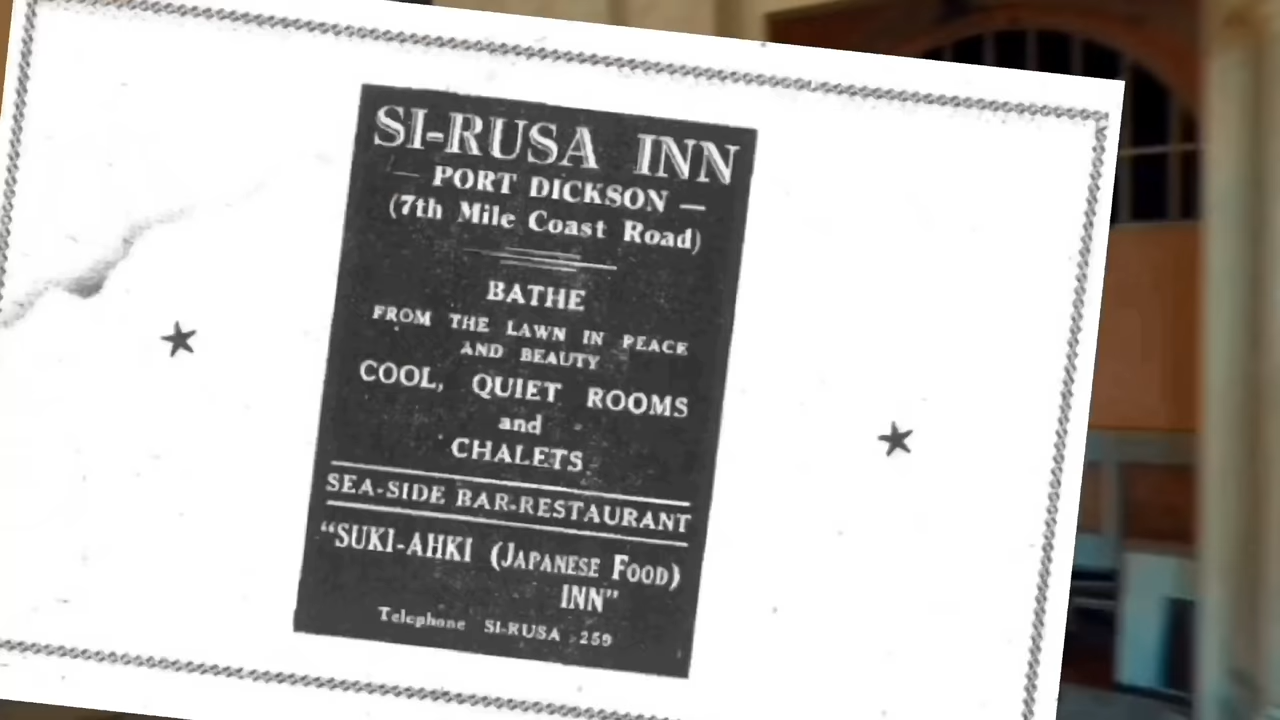 SI-RUSA INN
— PORT DICKSON —
(7th Mile Coast Road)
BATHE
FROM THE LAWN IN PEACE
AND BEAUTY
COOL, QUIET ROOMS
and
CHALETS
SEA-SIDE BAR-RESTAURANT
“SUKI-AHKI (JAPANESE FOOD)
INN”
Telephone SI-RUSA 259